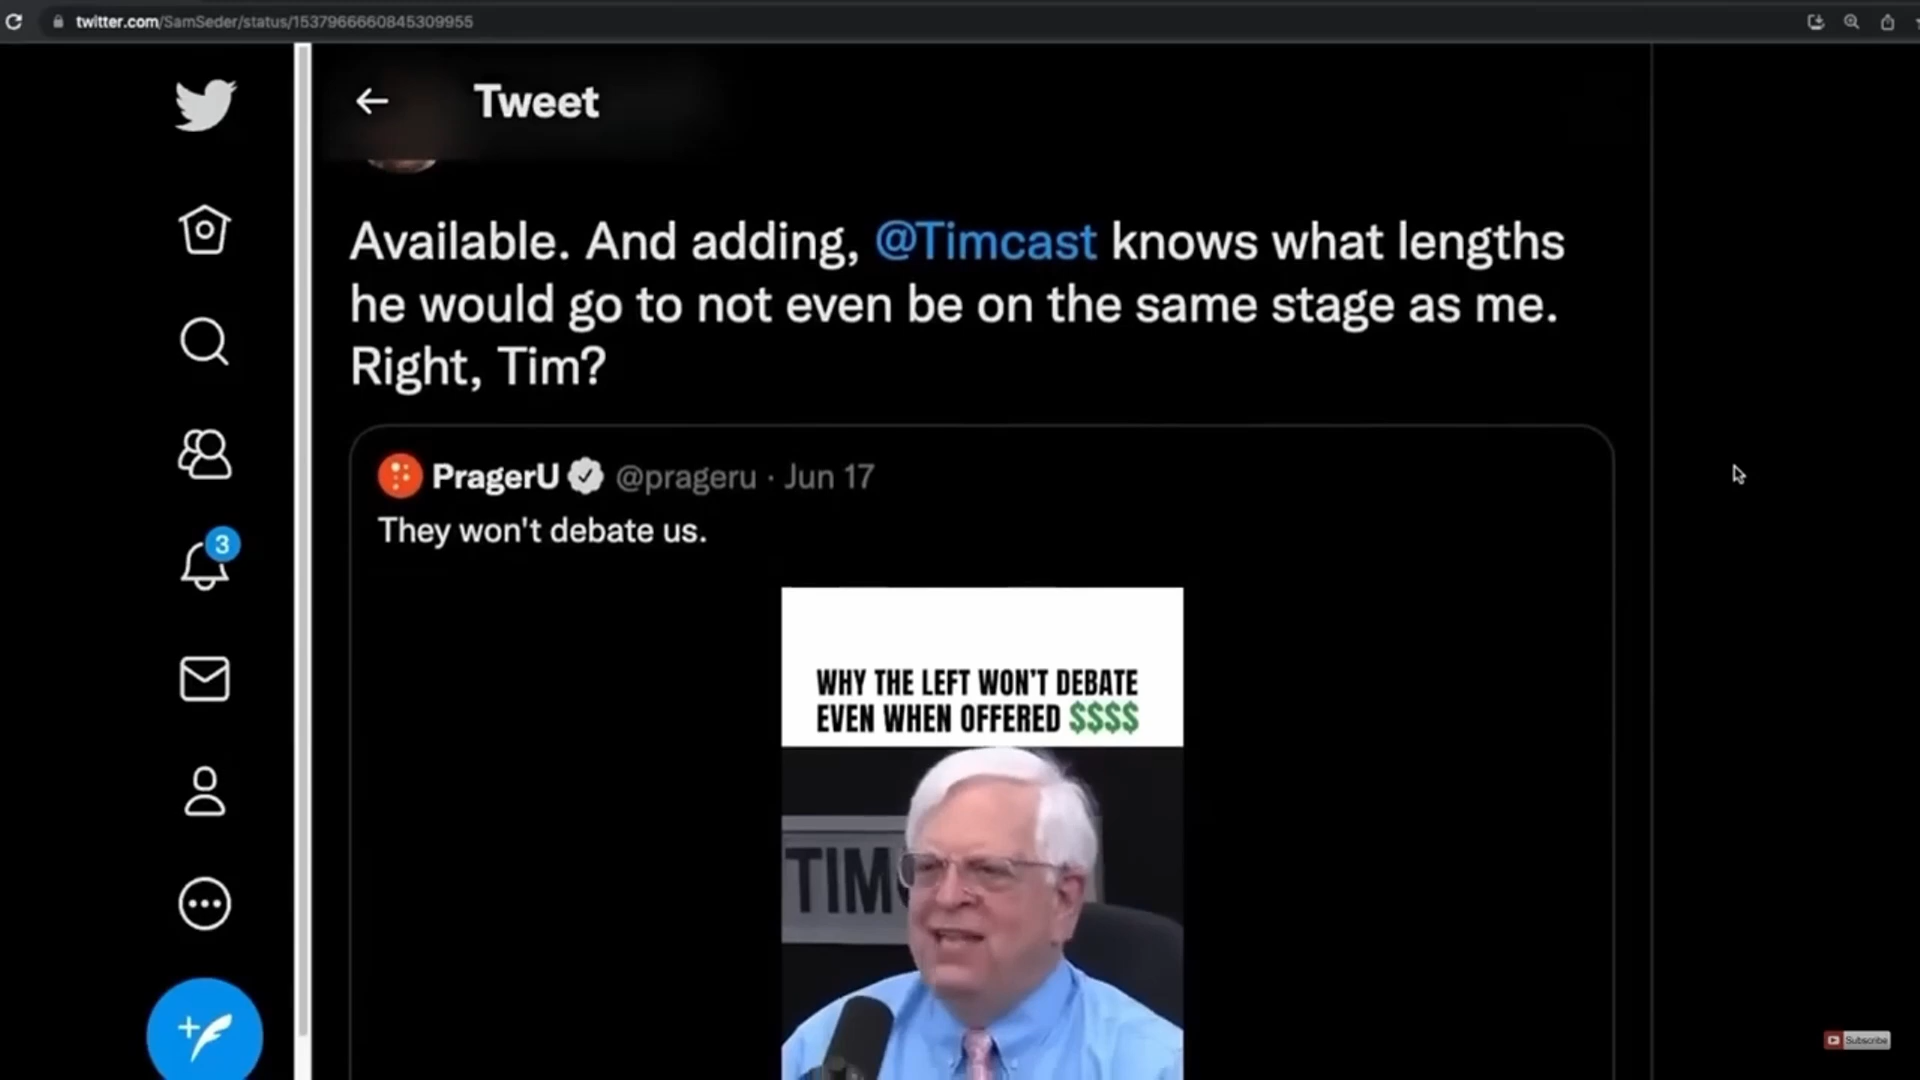 twitter.com/SamSeder/status/1537966660845309955
Tweet
Available. And adding, @Timcast knows what lengths
he would go to not even be on the same stage as me.
Right, Tim?
3
PragerU @prageru · Jun 17
They won't debate us.
WHY THE LEFT WON'T DEBATE
EVEN WHEN OFFERED $$$$
TIM
Subscribe